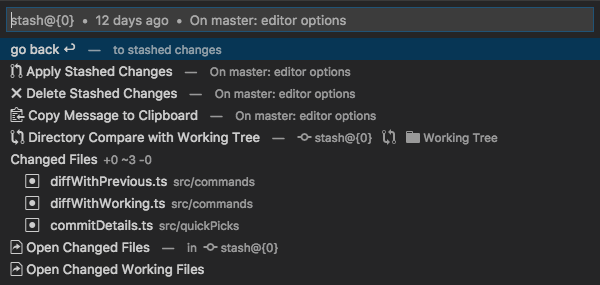 stash@{0} • 12 days ago • On master: editor options
go back ↩ — to stashed changes
Apply Stashed Changes — On master: editor options
Delete Stashed Changes — On master: editor options
Copy Message to Clipboard — On master: editor options
Directory Compare with Working Tree — stash@{0} Working Tree
Changed Files +0 ~3 -0
diffWithPrevious.ts src/commands
diffWithWorking.ts src/commands
commitDetails.ts src/quickPicks
Open Changed Files — in stash@{0}
Open Changed Working Files